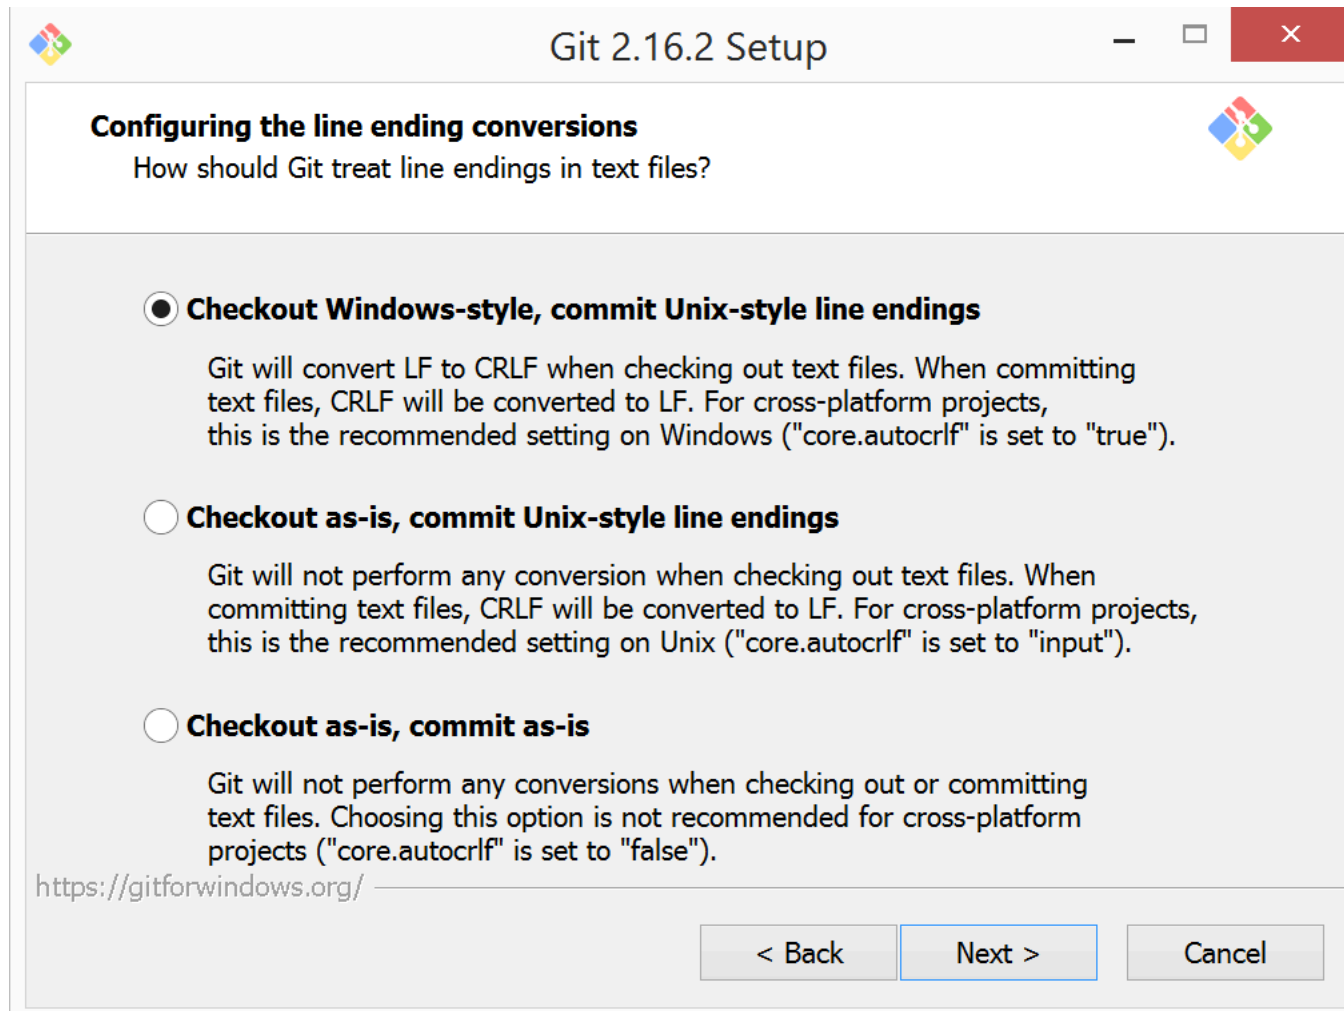 Git 2.16.2 Setup
Configuring the line ending conversions
How should Git treat line endings in text files?
Checkout Windows-style, commit Unix-style line endings
Git will convert LF to CRLF when checking out text files. When committing
text files, CRLF will be converted to LF. For cross-platform projects,
this is the recommended setting on Windows ("core.autocrlf" is set to "true").
Checkout as-is, commit Unix-style line endings
Git will not perform any conversion when checking out text files. When
committing text files, CRLF will be converted to LF. For cross-platform projects,
this is the recommended setting on Unix ("core.autocrlf" is set to "input").
Checkout as-is, commit as-is
Git will not perform any conversions when checking out or committing
text files. Choosing this option is not recommended for cross-platform
projects ("core.autocrlf" is set to "false").
https://gitforwindows.org/
< Back Next > Cancel